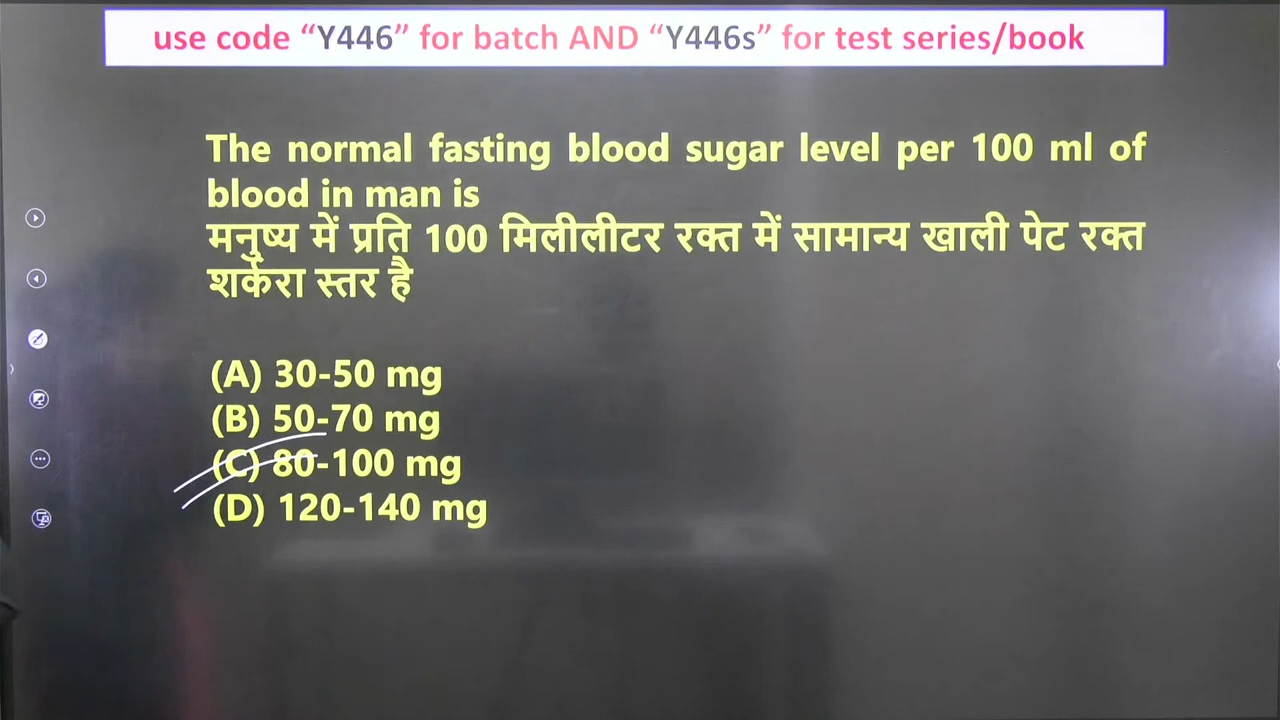 use code “Y446” for batch AND “Y446s” for test series/book
The normal fasting blood sugar level per 100 ml of
blood in man is
मनुष्य में प्रति 100 मिलीलीटर रक्त में सामान्य खाली पेट रक्त
शर्करा स्तर है
(A) 30-50 mg
(B) 50-70 mg
(C) 80-100 mg
(D) 120-140 mg